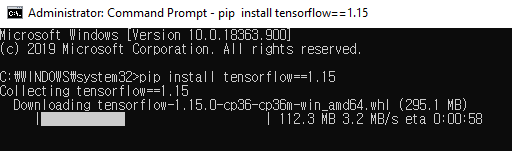 Administrator: Command Prompt - pip install tensorflow==1.15
Microsoft Windows [Version 10.0.18363.900]
(c) 2019 Microsoft Corporation. All rights reserved.
C:₩WINDOWS₩system32>pip install tensorflow==1.15
Collecting tensorflow==1.15
Downloading tensorflow-1.15.0-cp36-cp36m-win_amd64.whl (295.1 MB)
| | 112.3 MB 3.2 MB/s eta 0:00:58